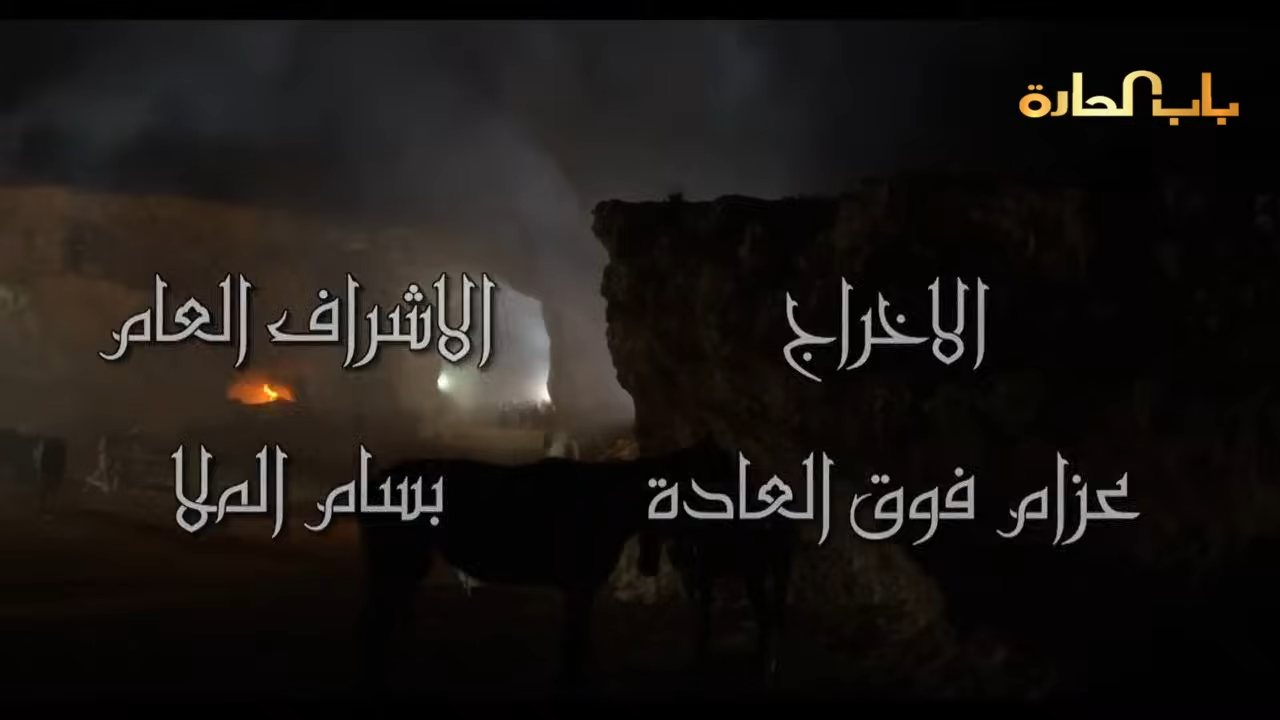 باب الحارة
الاخراج
الاشراف العام
عزام فوق العادة
بسام الملا